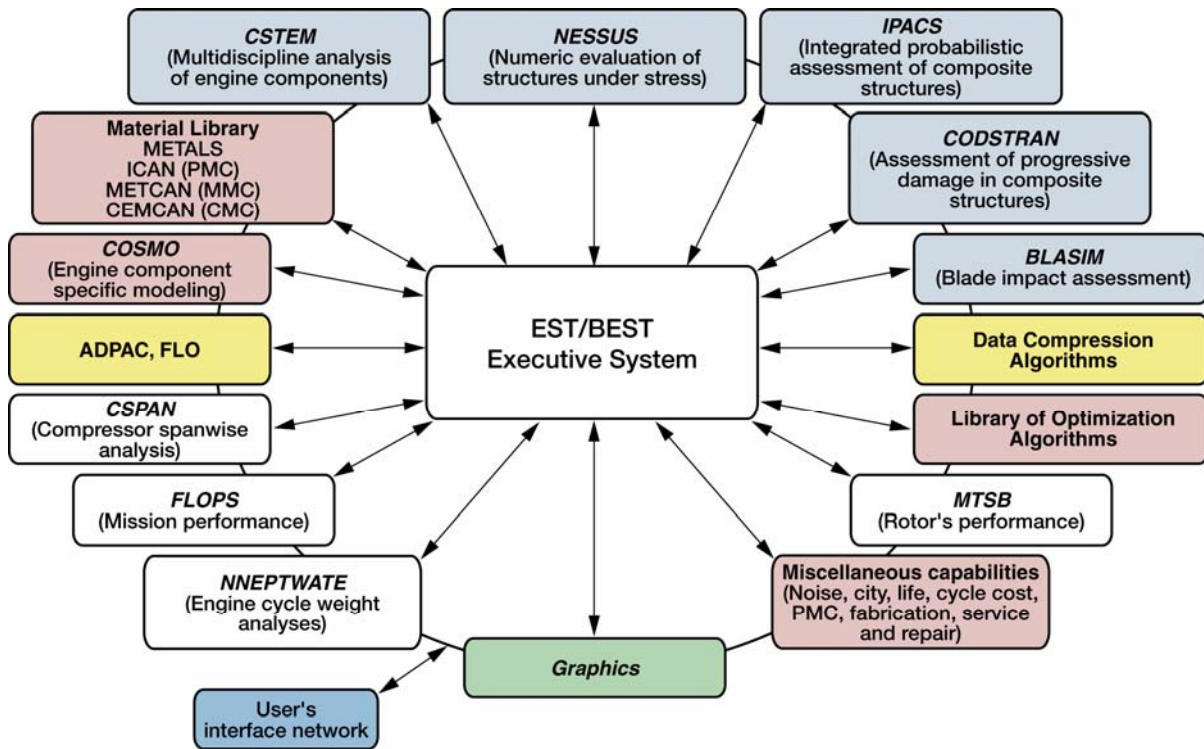 CSTEM
(Multidiscipline analysis
of engine components)
NESSUS
(Numeric evaluation of
structures under stress)
IPACS
(Integrated probabilistic
assessment of composite
structures)
Material Library
METALS
ICAN (PMC)
METCAN (MMC)
CEMCAN (CMC)
CODSTRAN
(Assessment of progressive
damage in composite
structures)
COSMO
(Engine component
specific modeling)
BLASIM
(Blade impact assessment)
EST/BEST
Executive System
ADPAC, FLO
Data Compression
Algorithms
CSPAN
(Compressor spanwise
analysis)
Library of Optimization
Algorithms
FLOPS
(Mission performance)
MTSB
(Rotor's performance)
NNEPTWATE
(Engine cycle weight
analyses)
Miscellaneous capabilities
(Noise, city, life, cycle cost,
PMC, fabrication, service
and repair)
Graphics
User's
interface network